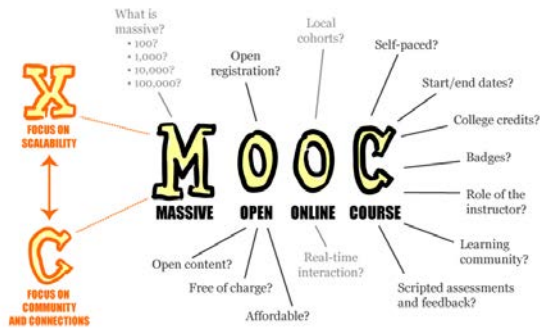 What is
massive?
• 100?
• 1,000?
• 10,000?
• 100,000?
Open
registration?
Local
cohorts?
Self-paced?
Start/end dates?
College credits?
Badges?
Role of the
instructor?
Learning
community?
Scripted assessments
and feedback?
X
FOCUS ON
SCALABILITY
C
FOCUS ON
COMMUNITY
AND CONNECTIONS
MOOC
MASSIVE OPEN ONLINE COURSE
Open content?
Free of charge?
Affordable?
Real-time
interaction?